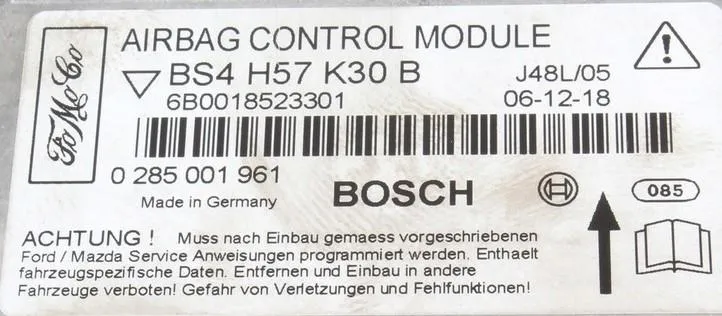 FoMoCo
AIRBAG CONTROL MODULE
BS4 H57 K30 B
J48L/05
6B0018523301
06-12-18
0 285 001 961
Made in Germany
BOSCH
085
ACHTUNG ! Muss nach Einbau gemaess vorgeschriebenen
Ford / Mazda Service Anweisungen programmiert werden. Enthaelt
fahrzeugspezifische Daten. Entfernen und Einbau in andere
Fahrzeuge verboten! Gefahr von Verletzungen und Fehlfunktionen!